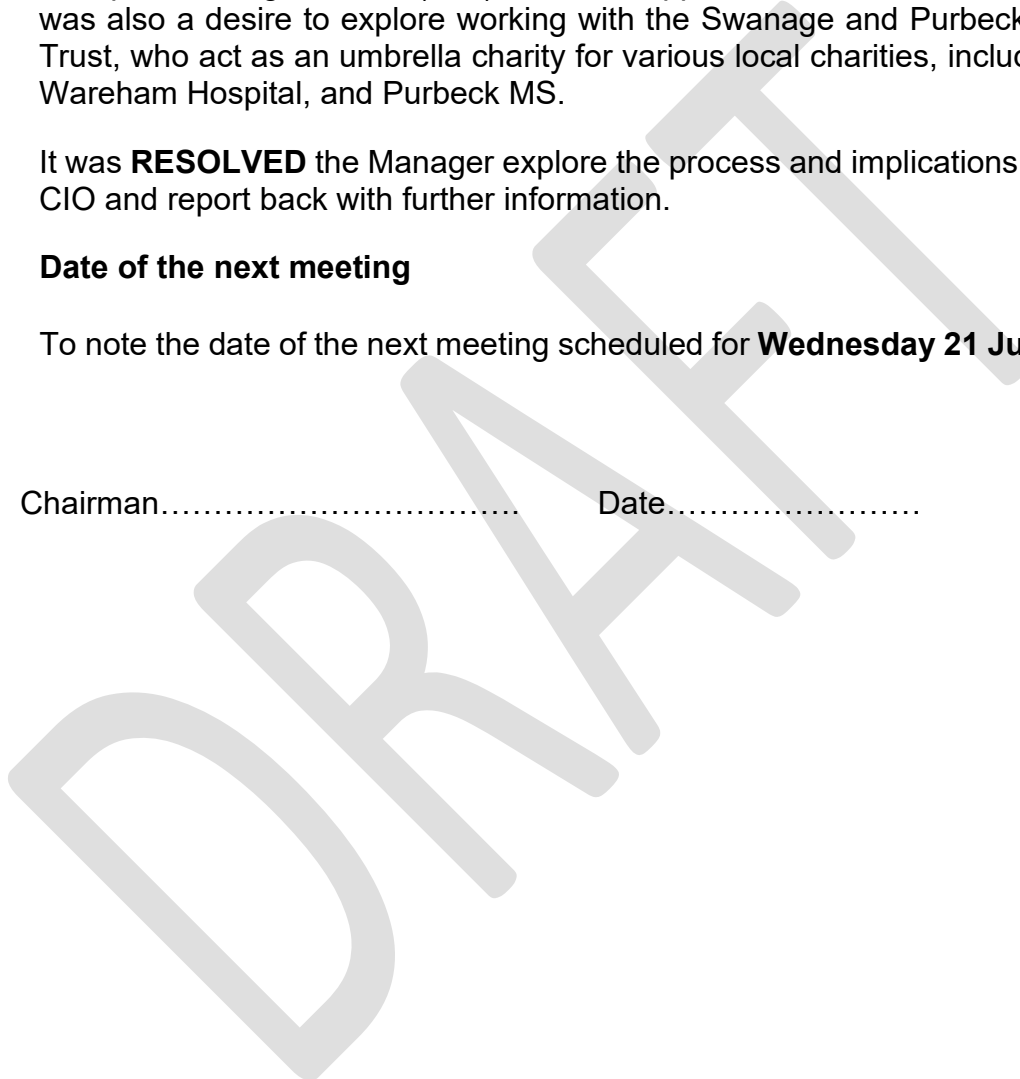 was also a desire to explore working with the Swanage and Purbeck
Trust, who act as an umbrella charity for various local charities,
Wareham Hospital, and Purbeck MS.
It was RESOLVED the Manager explore the process and implications
CIO and report back with further information.
Date of the next meeting
To note the date of the next meeting scheduled for Wednesday 21
Chairman……………………………. Date……………………
DRAFT